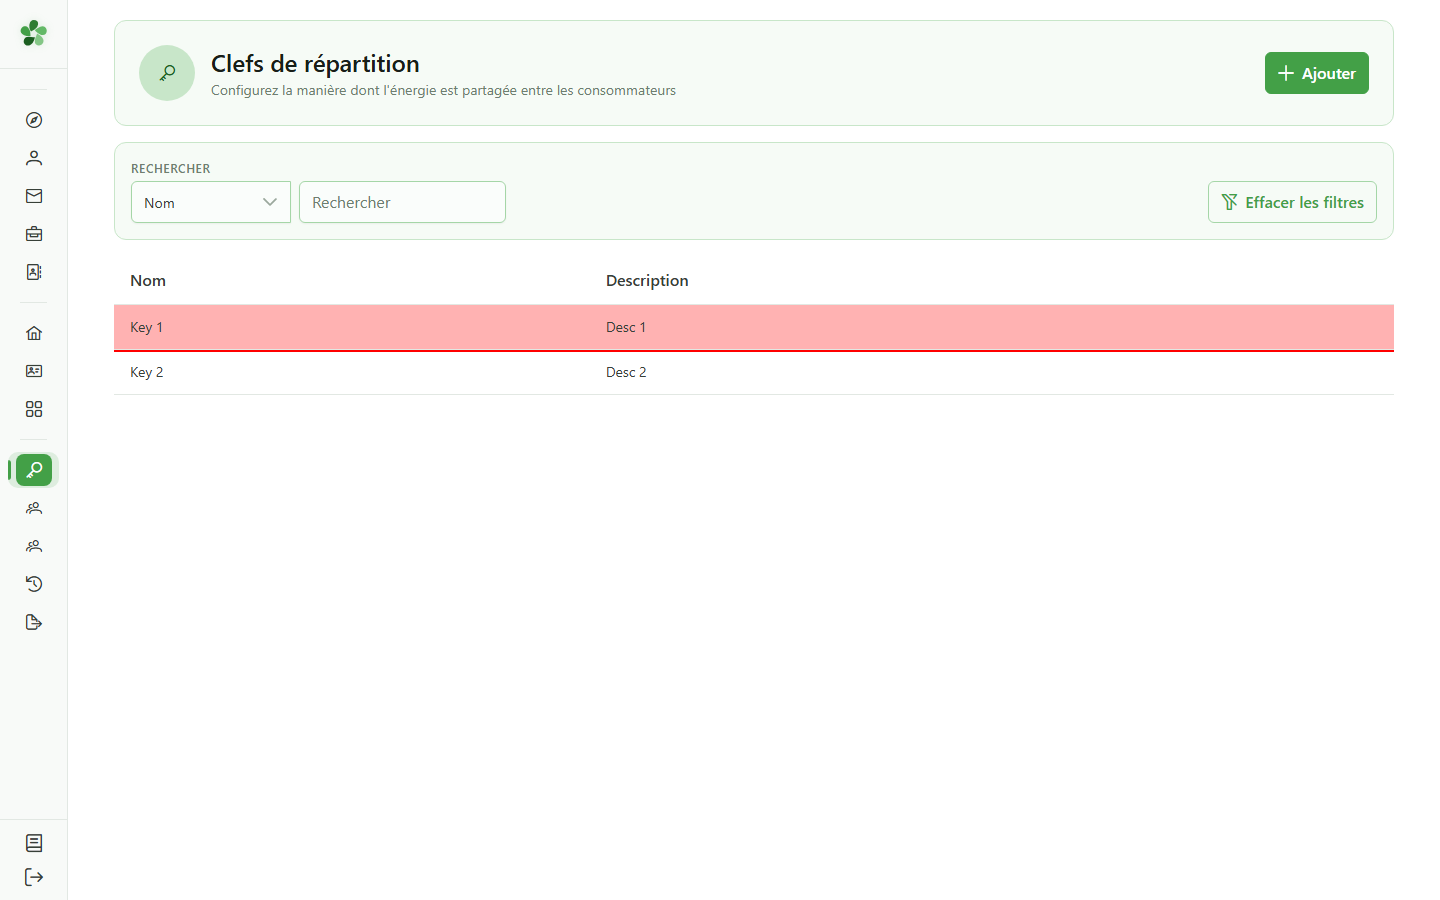 Clefs de répartition
Configurez la manière dont l'énergie est partagée entre les consommateurs
Ajouter
RECHERCHER
Nom
Rechercher
Effacer les filtres
Nom Description
Key 1 Desc 1
Key 2 Desc 2